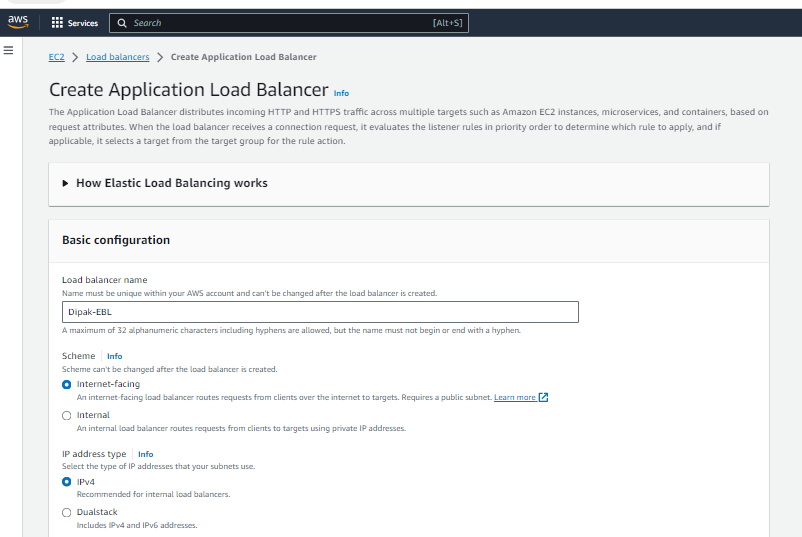 aws Services Search [Alt+S]
EC2 Load balancers Create Application Load Balancer
Create Application Load Balancer Info
The Application Load Balancer distributes incoming HTTP and HTTPS traffic across multiple targets such as Amazon EC2 instances, microservices, and containers, based on
request attributes. When the load balancer receives a connection request, it evaluates the listener rules in priority order to determine which rule to apply, and if
applicable, it selects a target from the target group for the rule action.
How Elastic Load Balancing works
Basic configuration
Load balancer name
Name must be unique within your AWS account and can't be changed after the load balancer is created.
Dipak-EBL
A maximum of 32 alphanumeric characters including hyphens are allowed, but the name must not begin or end with a hyphen.
Scheme Info
Scheme can't be changed after the load balancer is created.
Internet-facing
An internet-facing load balancer routes requests from clients over the internet to targets. Requires a public subnet. Learn more
Internal
An internal load balancer routes requests from clients to targets using private IP addresses.
IP address type Info
Select the type of IP addresses that your subnets use.
IPv4
Recommended for internal load balancers.
Dualstack
Includes IPv4 and IPv6 addresses.